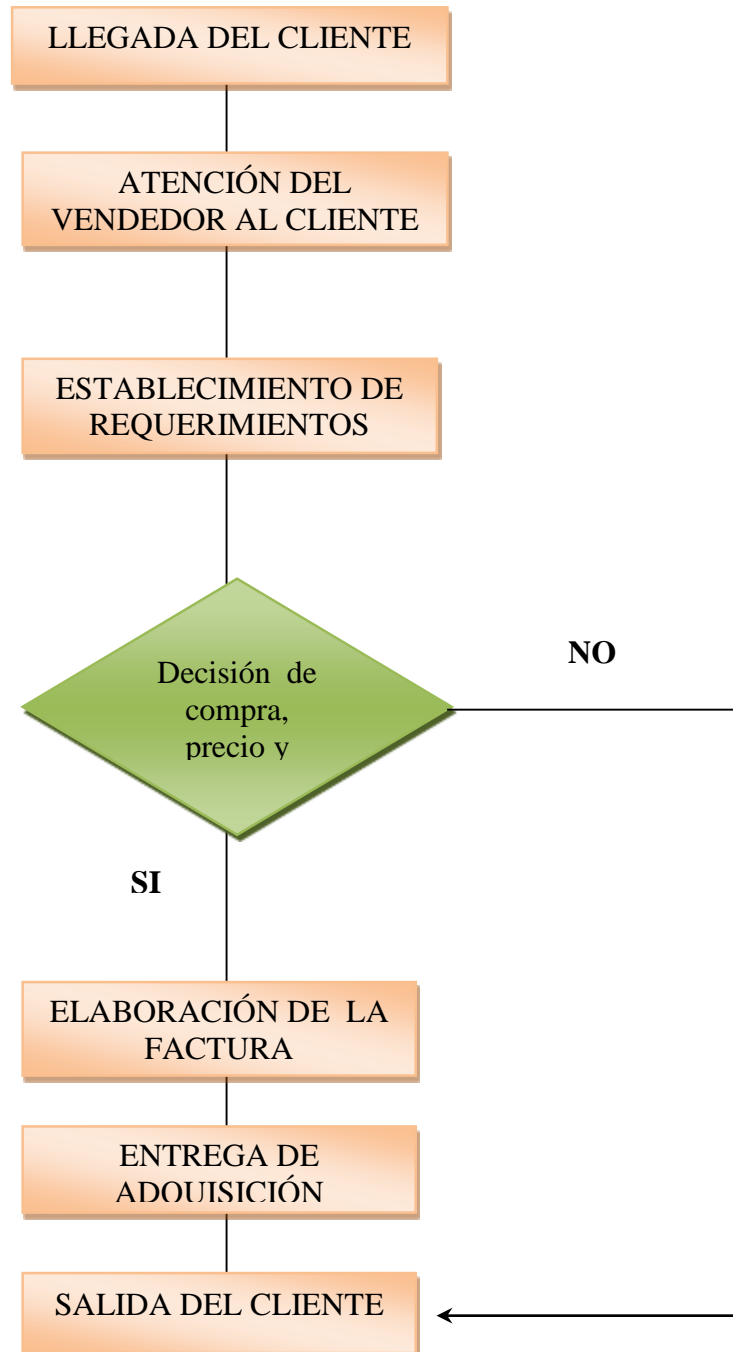 LLEGADA DEL CLIENTE
ATENCIÓN DEL
VENDEDOR AL CLIENTE
ESTABLECIMIENTO DE
REQUERIMIENTOS
Decisión de
compra,
precio y
NO
SI
ELABORACIÓN DE LA
FACTURA
ENTREGA DE
ADQUISICIÓN
SALIDA DEL CLIENTE